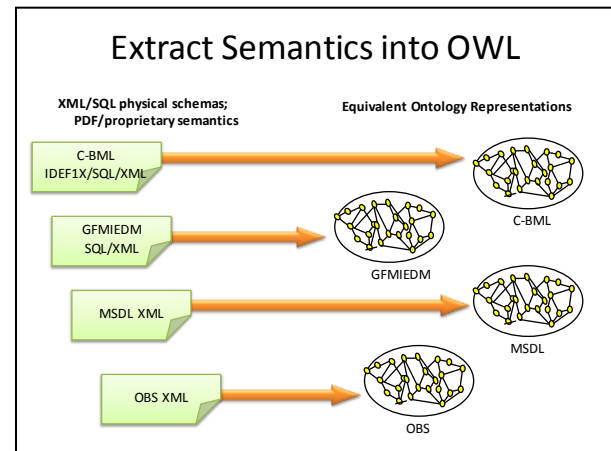 Extract Semantics into OWL
XML/SQL physical schemas;
PDF/proprietary semantics
Equivalent Ontology Representations
C-BML
IDEF1X/SQL/XML
C-BML
GFMIEDM
SQL/XML
GFMIEDM
MSDL XML
MSDL
OBS XML
OBS